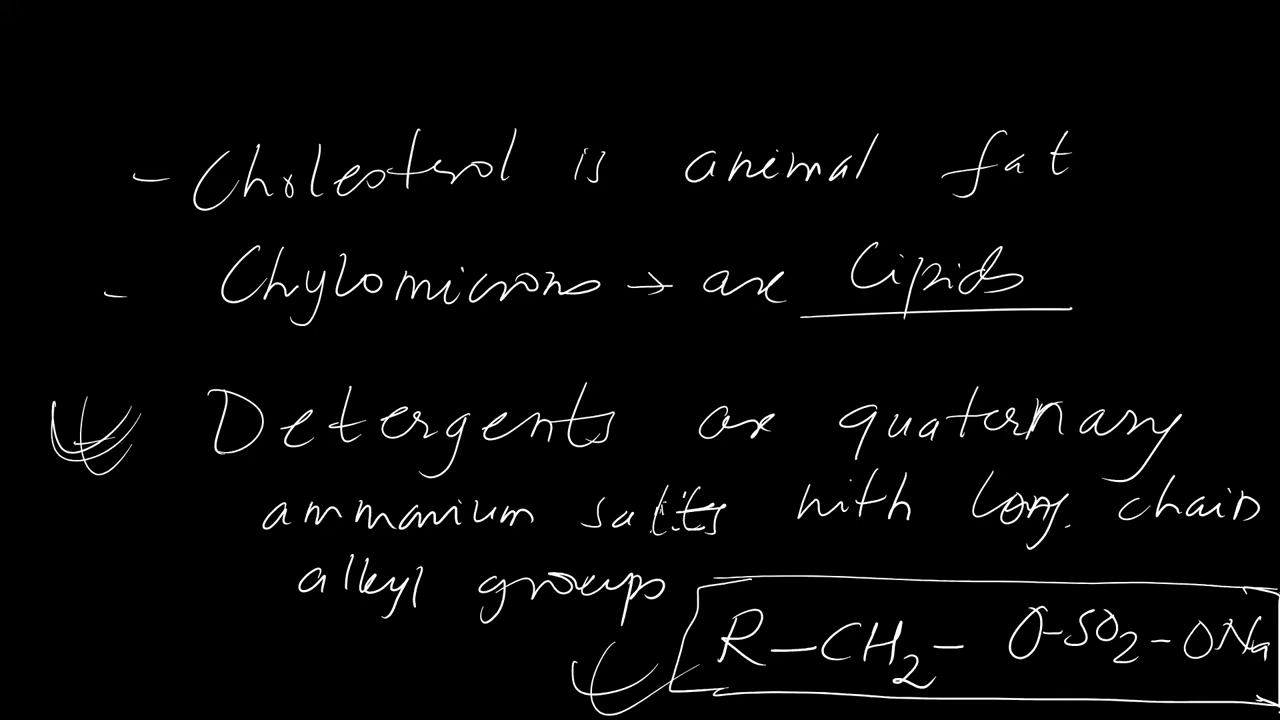 - Cholesterol is animal fat
- Chylomicrons → are Lipids
Detergents are quaternary
ammonium salts with long chain
alkyl groups
R-CH₂-O-SO₂-ONa